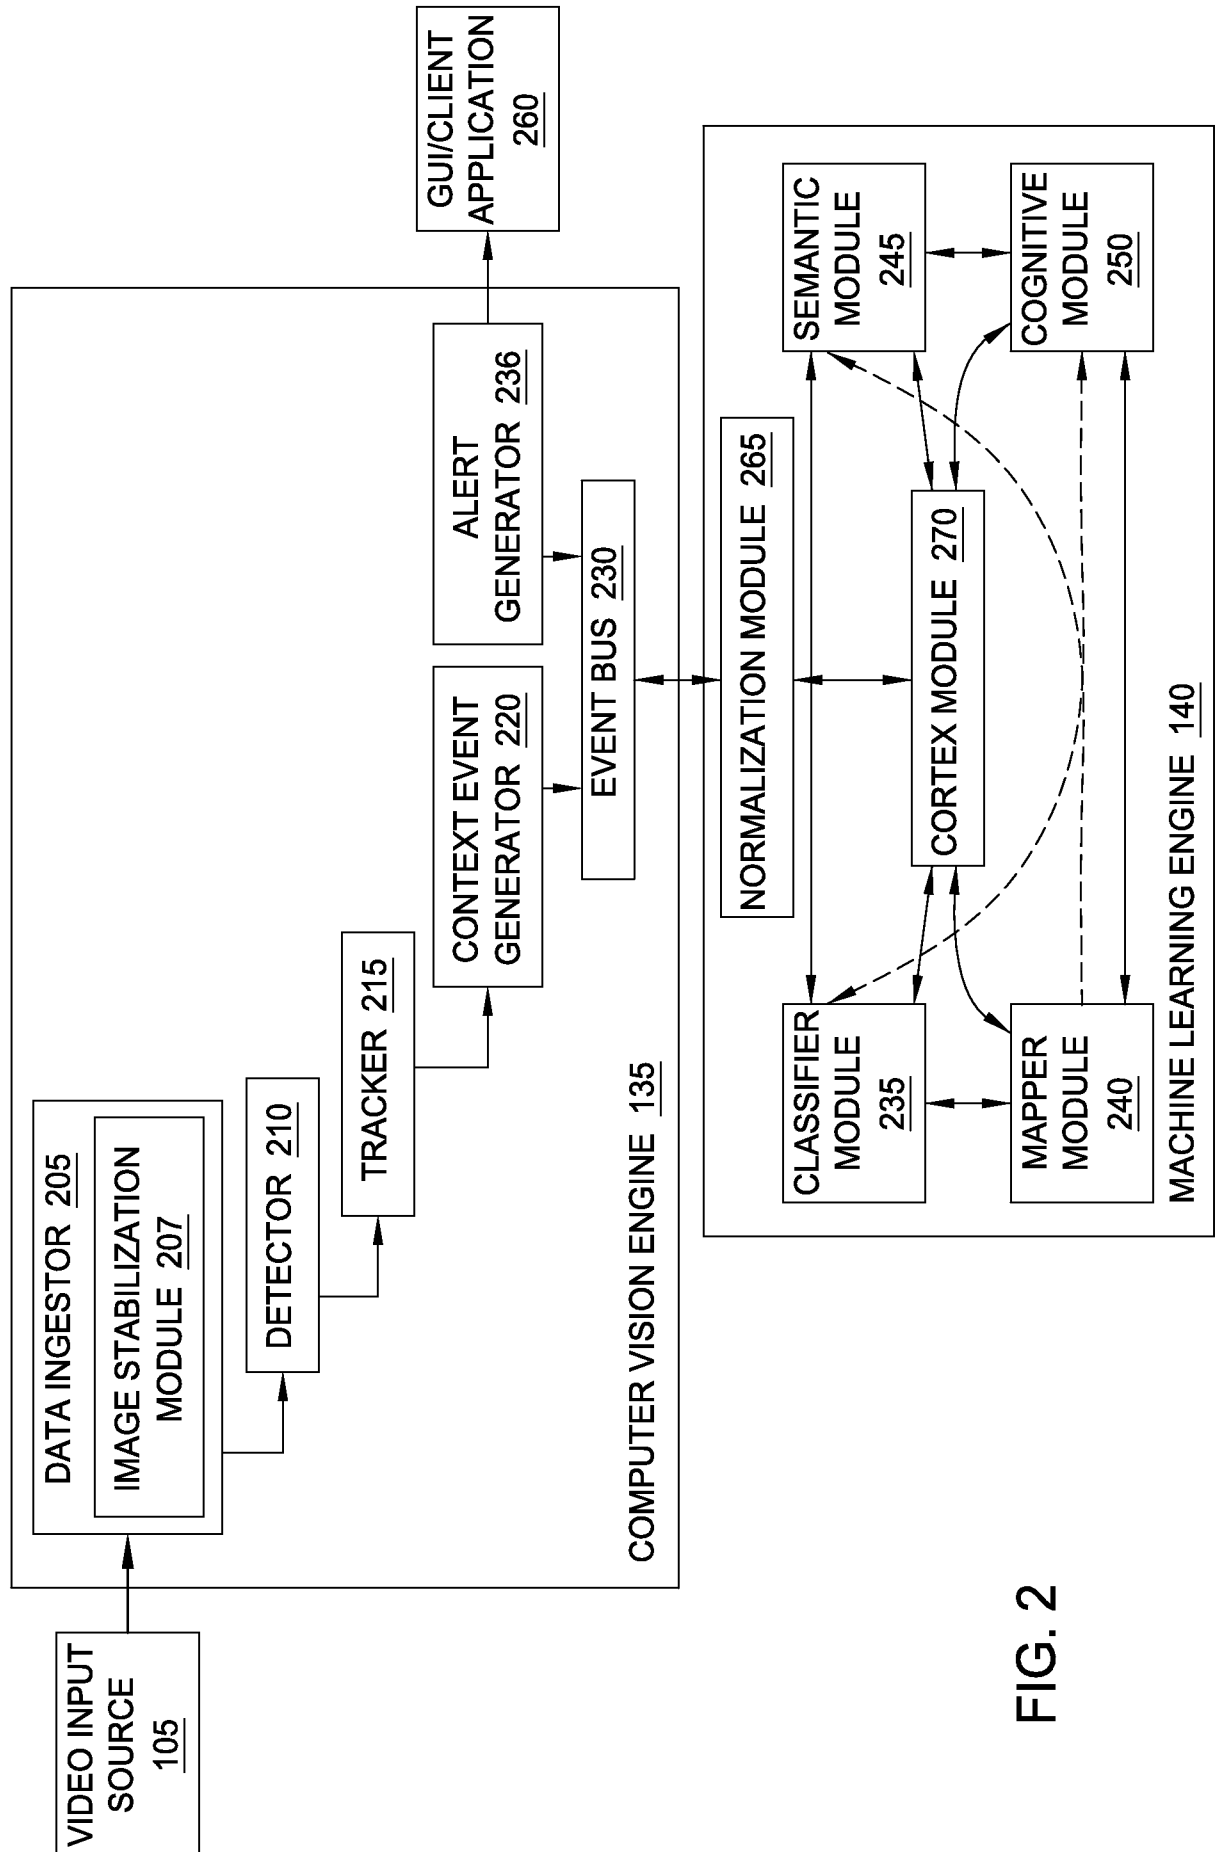 VIDEO INPUT
SOURCE
105
DATA INGESTOR 205
IMAGE STABILIZATION
MODULE 207
DETECTOR 210
TRACKER 215
CONTEXT EVENT
GENERATOR 220
ALERT
GENERATOR 236
GUI/CLIENT
APPLICATION
260
EVENT BUS 230
COMPUTER VISION ENGINE 135
NORMALIZATION MODULE 265
CLASSIFIER
MODULE
235
SEMANTIC
MODULE
245
CORTEX MODULE 270
MAPPER
MODULE
240
COGNITIVE
MODULE
250
MACHINE LEARNING ENGINE 140
FIG. 2